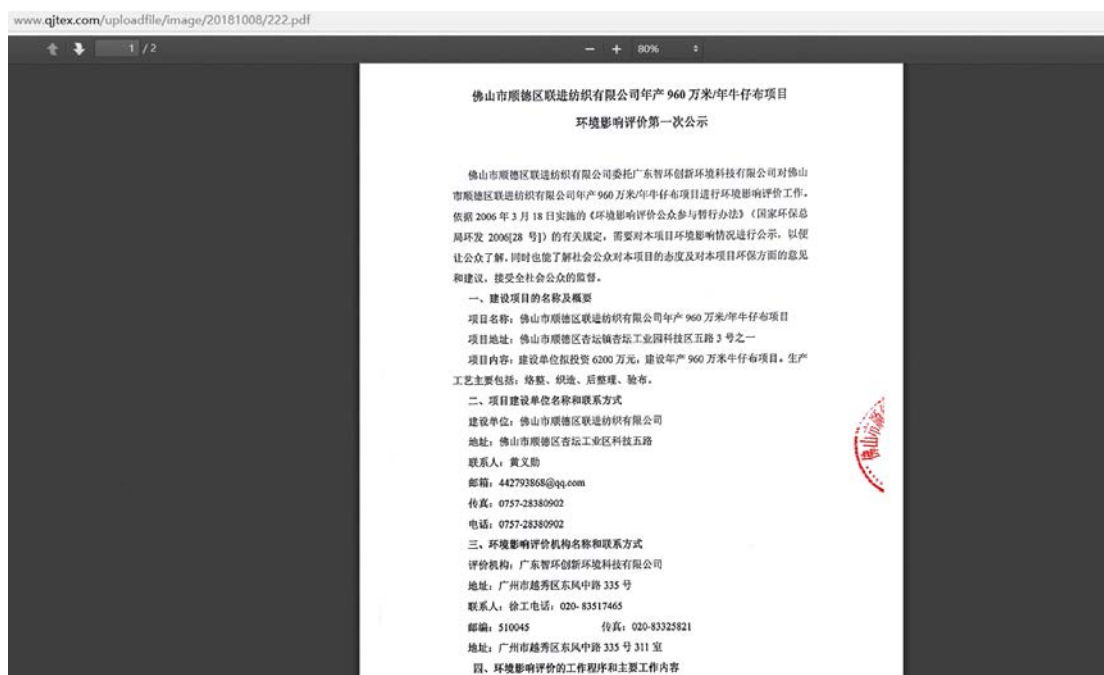 www.qjtex.com/uploadfile/image/20181008/222.pdf
1 / 2
− + 80%
佛山市顺德区联进纺织有限公司年产 960 万米/年牛仔布项目
环境影响评价第一次公示
佛山市顺德区联进纺织有限公司委托广东智环创新环境科技有限公司对佛山
市顺德区联进纺织有限公司年产 960 万米/年牛仔布项目进行环境影响评价工作。
依据 2006 年 3 月 18 日实施的《环境影响评价公众参与暂行办法》（国家环保总
局环发 2006[28 号]）的有关规定，需要对本项目环境影响情况进行公示，以便
让公众了解，同时也能了解社会公众对本项目的态度及对本项目环保方面的意见
和建议，接受全社会公众的监督。
一、建设项目的名称及概要
项目名称：佛山市顺德区联进纺织有限公司年产 960 万米/年牛仔布项目
项目地址：佛山市顺德区杏坛镇杏坛工业园科技区五路 3 号之一
项目内容：建设单位拟投资 6200 万元，建设年产 960 万米牛仔布项目。生产
工艺主要包括：络整、织造、后整理、验布。
二、项目建设单位名称和联系方式
建设单位：佛山市顺德区联进纺织有限公司
地址：佛山市顺德区杏坛工业区科技五路
联系人：黄义勋
邮箱：442793868@qq.com
传真：0757-28380902
电话：0757-28380902
三、环境影响评价机构名称和联系方式
评价机构：广东智环创新环境科技有限公司
地址：广州市越秀区东风中路 335 号
联系人：徐工电话：020- 83517465
邮编：510045 传真：020-83325821
地址：广州市越秀区东风中路 335 号 311 室
四、环境影响评价的工作程序和主要工作内容
佛山市顺